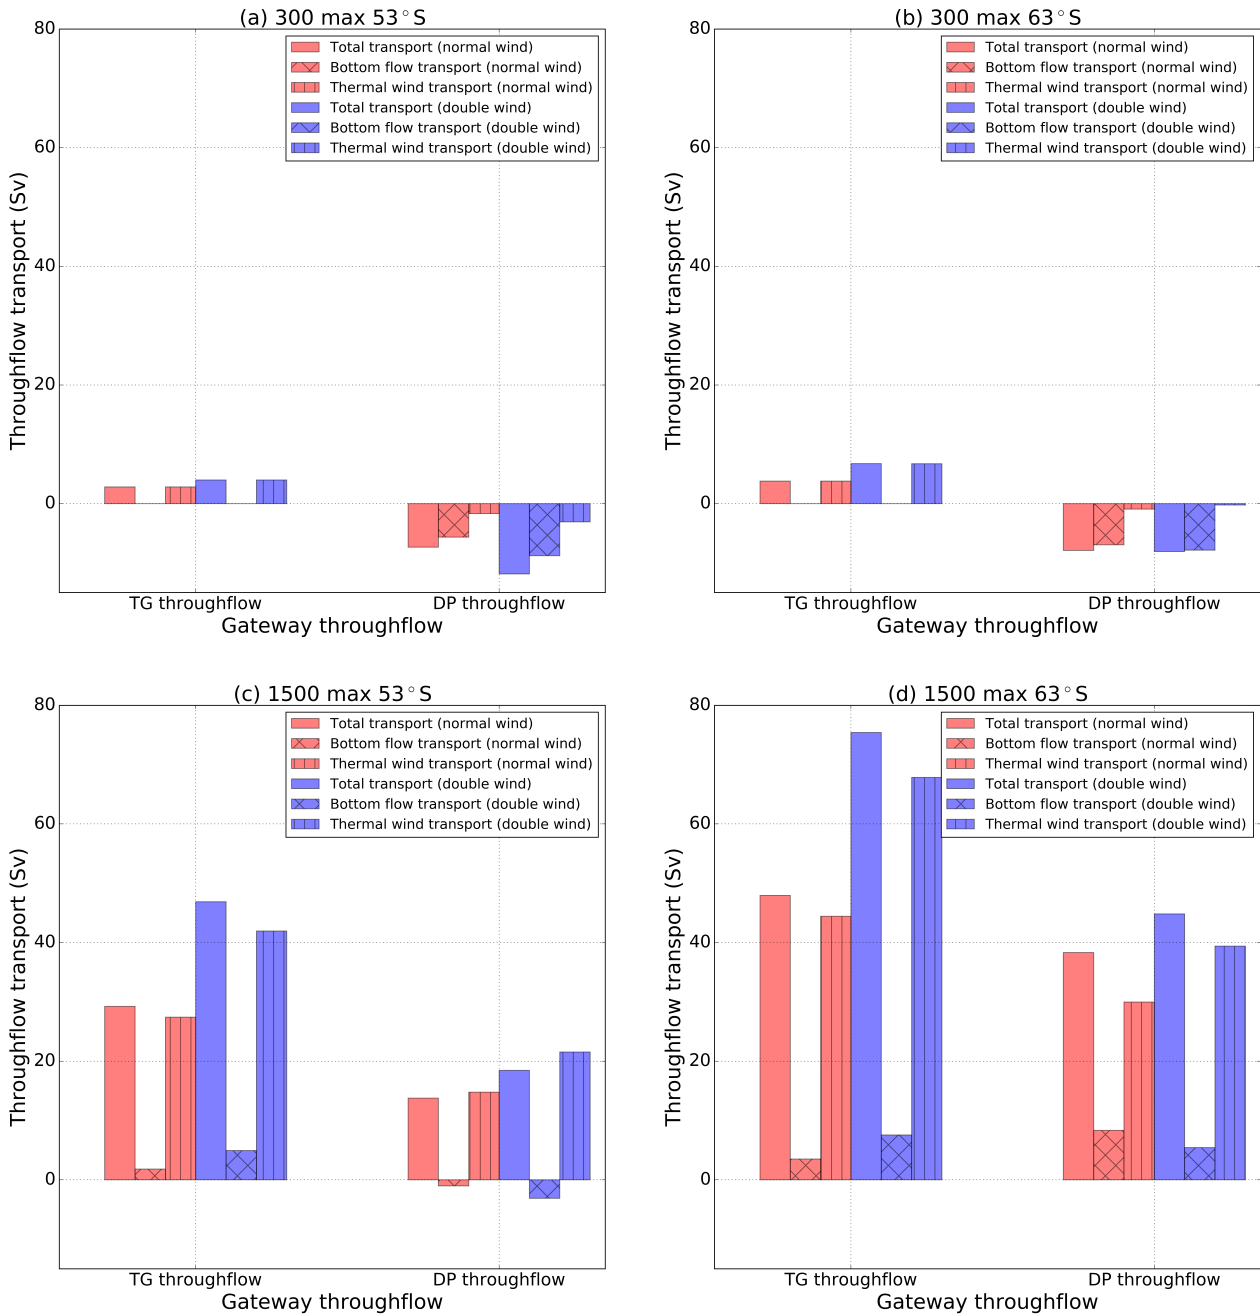 (a) 300 max 53°S
80
60
40
20
0
Throughflow transport (Sv)
Total transport (normal wind)
Bottom flow transport (normal wind)
Thermal wind transport (normal wind)
Total transport (double wind)
Bottom flow transport (double wind)
Thermal wind transport (double wind)
TG throughflow
DP throughflow
Gateway throughflow
(b) 300 max 63°S
80
60
40
20
0
Throughflow transport (Sv)
Total transport (normal wind)
Bottom flow transport (normal wind)
Thermal wind transport (normal wind)
Total transport (double wind)
Bottom flow transport (double wind)
Thermal wind transport (double wind)
TG throughflow
DP throughflow
Gateway throughflow
(c) 1500 max 53°S
80
60
40
20
0
Throughflow transport (Sv)
Total transport (normal wind)
Bottom flow transport (normal wind)
Thermal wind transport (normal wind)
Total transport (double wind)
Bottom flow transport (double wind)
Thermal wind transport (double wind)
TG throughflow
DP throughflow
Gateway throughflow
(d) 1500 max 63°S
80
60
40
20
0
Throughflow transport (Sv)
Total transport (normal wind)
Bottom flow transport (normal wind)
Thermal wind transport (normal wind)
Total transport (double wind)
Bottom flow transport (double wind)
Thermal wind transport (double wind)
TG throughflow
DP throughflow
Gateway throughflow